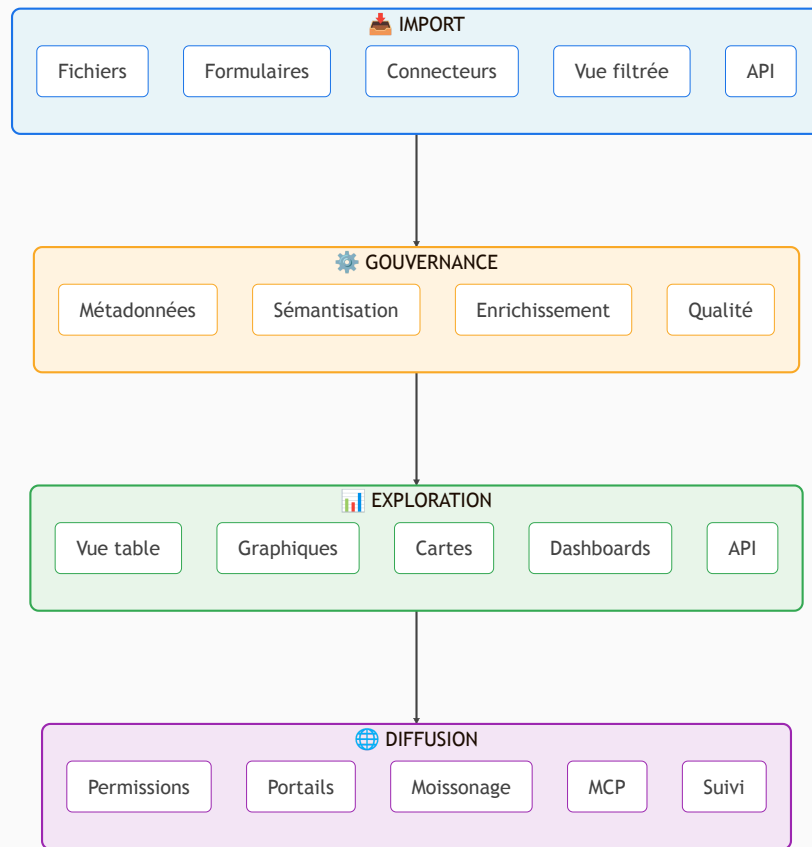 📥 IMPORT
Fichiers
Formulaires
Connecteurs
Vue filtrée
API
⚙️ GOUVERNANCE
Métadonnées
Sémantisation
Enrichissement
Qualité
📊 EXPLORATION
Vue table
Graphiques
Cartes
Dashboards
API
🌐 DIFFUSION
Permissions
Portails
Moissonage
MCP
Suivi